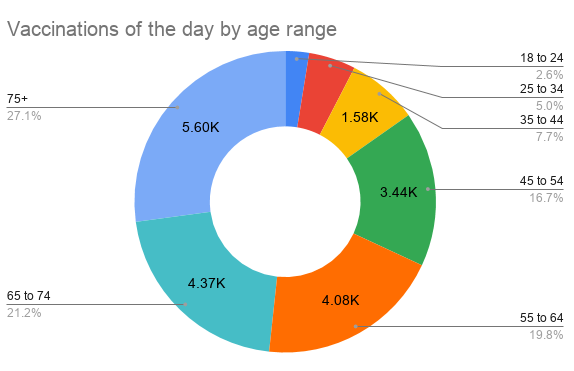 Vaccinations of the day by age range
18 to 24
2.6%
25 to 34
5.0%
35 to 44
7.7%
1.58K
45 to 54
16.7%
3.44K
55 to 64
19.8%
4.08K
65 to 74
21.2%
4.37K
75+
27.1%
5.60K